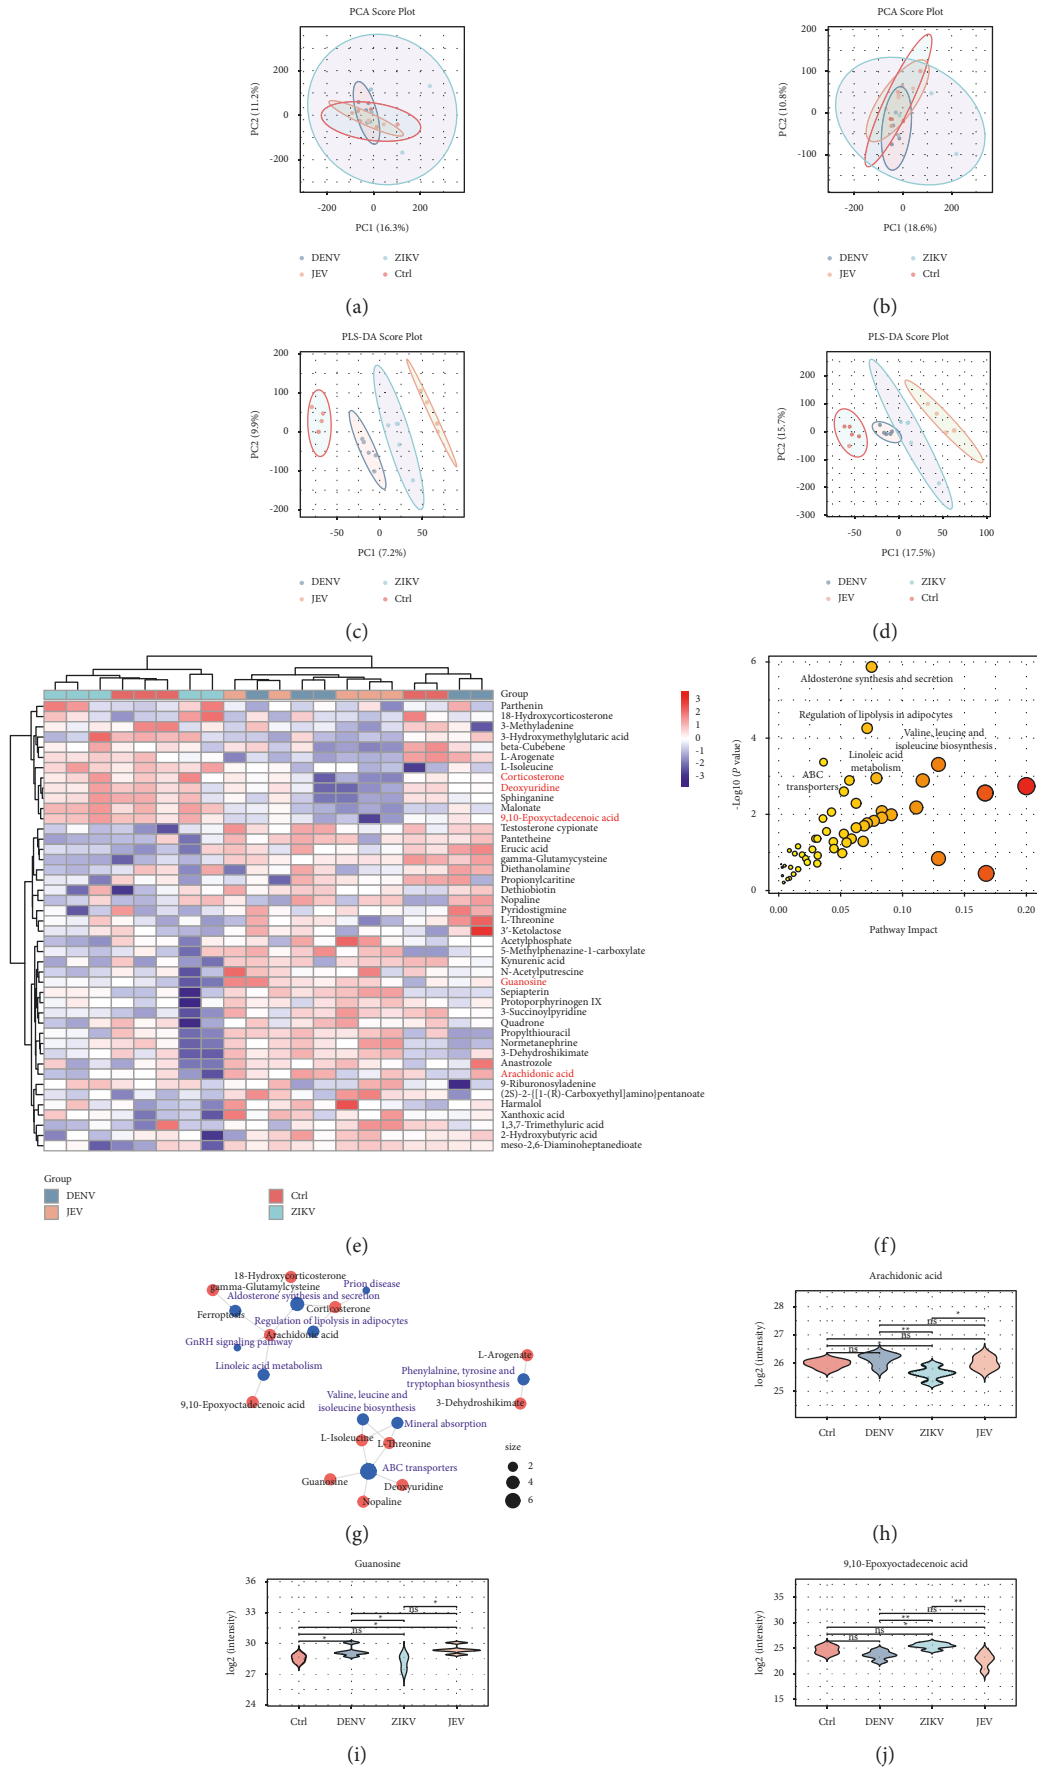 PCA Score Plot
PC2 (11.2%)
200
0
-200
-200
0
200
PC1 (16.3%)
DENV
ZIKV
JEV
Ctrl
(a)
PCA Score Plot
PC2 (10.8%)
200
100
0
-100
-200
0
200
PC1 (18.6%)
DENV
ZIKV
JEV
Ctrl
(b)
PLS-DA Score Plot
PC2 (9.9%)
200
100
0
-100
-200
-50
0
50
PC1 (7.2%)
DENV
ZIKV
JEV
Ctrl
(c)
PLS-DA Score Plot
PC2 (15.7%)
200
100
0
-100
-200
-300
-50
0
50
100
PC1 (17.5%)
DENV
ZIKV
JEV
Ctrl
(d)
Group
Parthenin
18-Hydroxycorticosterone
3-Methyladenine
3-Hydroxymethylglutaric acid
beta-Cubebene
L-Arogenate
L-Isoleucine
Corticosterone
Deoxyuridine
Sphinganine
Malonate
9,10-Epoxyctadecenoic acid
Testosterone cypionate
Pantetheine
Erucic acid
gamma-Glutamycysteine
Diethanolamine
Propionylcaritine
Dethiobiotin
Nopaline
Pyridostigmine
L-Threonine
3'-Ketolactose
Acetylphosphate
5-Methylphenazine-1-carboxylate
Kynurenic acid
N-Acetylputrescine
Guanosine
Sepiapterin
Protoporphyrinogen IX
3-Succinoylpyridine
Quadrone
Propylthiouracil
Normetanephrine
3-Dehydroshikimate
Anastrozole
Arachidonic acid
9-Riburonosyladenine
(2S)-2-{[1-(R)-Carboxyethyl]amino}pentanoate
Harmalol
Xanthoxic acid
1,3,7-Trimethyluric acid
2-Hydroxybutyric acid
meso-2,6-Diaminoheptanedioate
3
2
1
0
-1
-2
-3
Group
DENV
Ctrl
JEV
ZIKV
(e)
-Log10 (P value)
6
4
2
0
Aldosterone synthesis and secretion
Regulation of lipolysis in adipocytes
Valine, leucine and
isoleucine biosynthesis
Linoleic acid
metabolism
ABC
transporters
0.00
0.05
0.10
0.15
0.20
Pathway Impact
(f)
18-Hydroxycorticosterone
gamma-Glutamylcysteine
Prion disease
Aldosterone synthesis and secretion
Ferroptosis
Corticosterone
Regulation of lipolysis in adipocytes
Arachidonic acid
GnRH signaling pathway
Linoleic acid metabolism
9,10-Epoxyoctadecenoic acid
L-Arogenate
Phenylalnine, tyrosine and
tryptophan biosynthesis
3-Dehydroshikimate
Valine, leucine and
isoleucine biosynthesis
Mineral absorption
L-Isoleucine
L-Threonine
ABC transporters
Guanosine
Deoxyuridine
Nopaline
size
2
4
6
(g)
Arachidonic acid
log2 (intensity)
28
27
26
25
*
ns
**
ns
*
ns
Ctrl
DENV
ZIKV
JEV
(h)
Guanosine
log2 (intensity)
36
33
30
27
24
*
ns
*
*
ns
*
Ctrl
DENV
ZIKV
JEV
(i)
9,10-Epoxyoctadecenoic acid
log2 (intensity)
35
30
25
20
15
**
ns
**
*
ns
ns
Ctrl
DENV
ZIKV
JEV
(j)